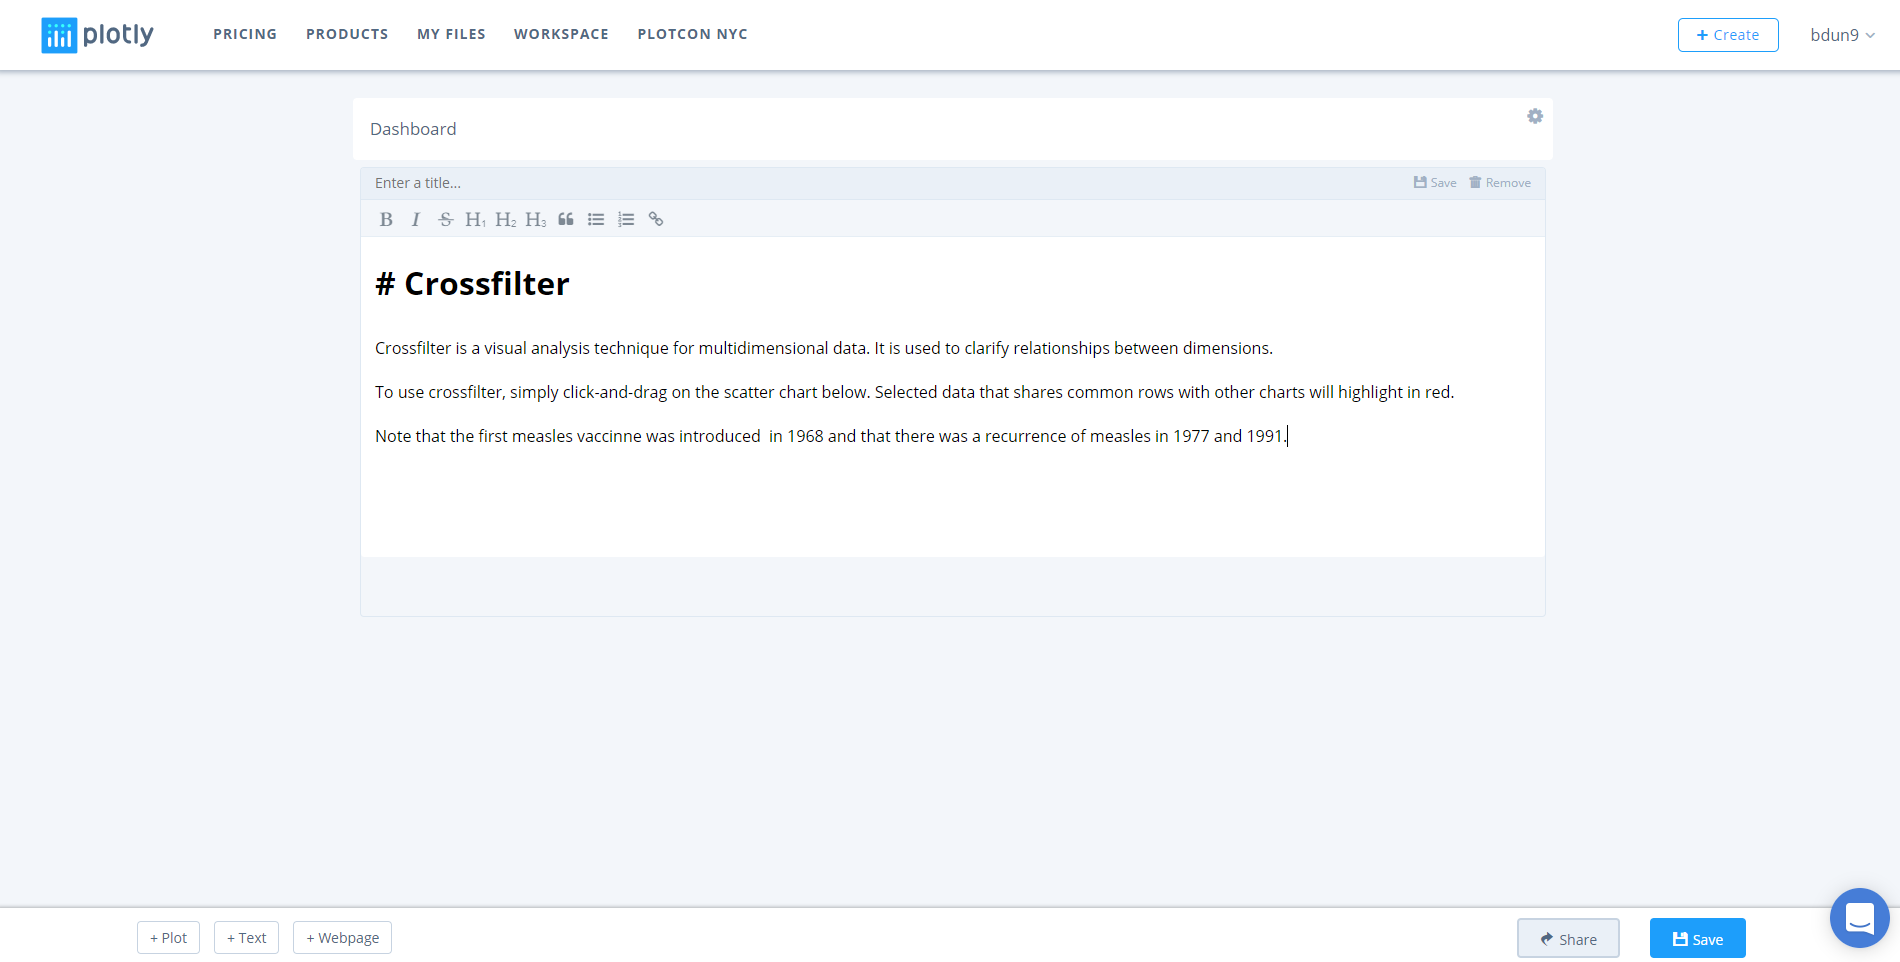 plotly PRICING PRODUCTS MY FILES WORKSPACE PLOTCON NYC + Create bdun9
Dashboard
Enter a title... Save Remove
B I S H1 H2 H3
# Crossfilter
Crossfilter is a visual analysis technique for multidimensional data. It is used to clarify relationships between dimensions.
To use crossfilter, simply click-and-drag on the scatter chart below. Selected data that shares common rows with other charts will highlight in red.
Note that the first measles vaccinne was introduced  in 1968 and that there was a recurrence of measles in 1977 and 1991.
+ Plot + Text + Webpage Share Save